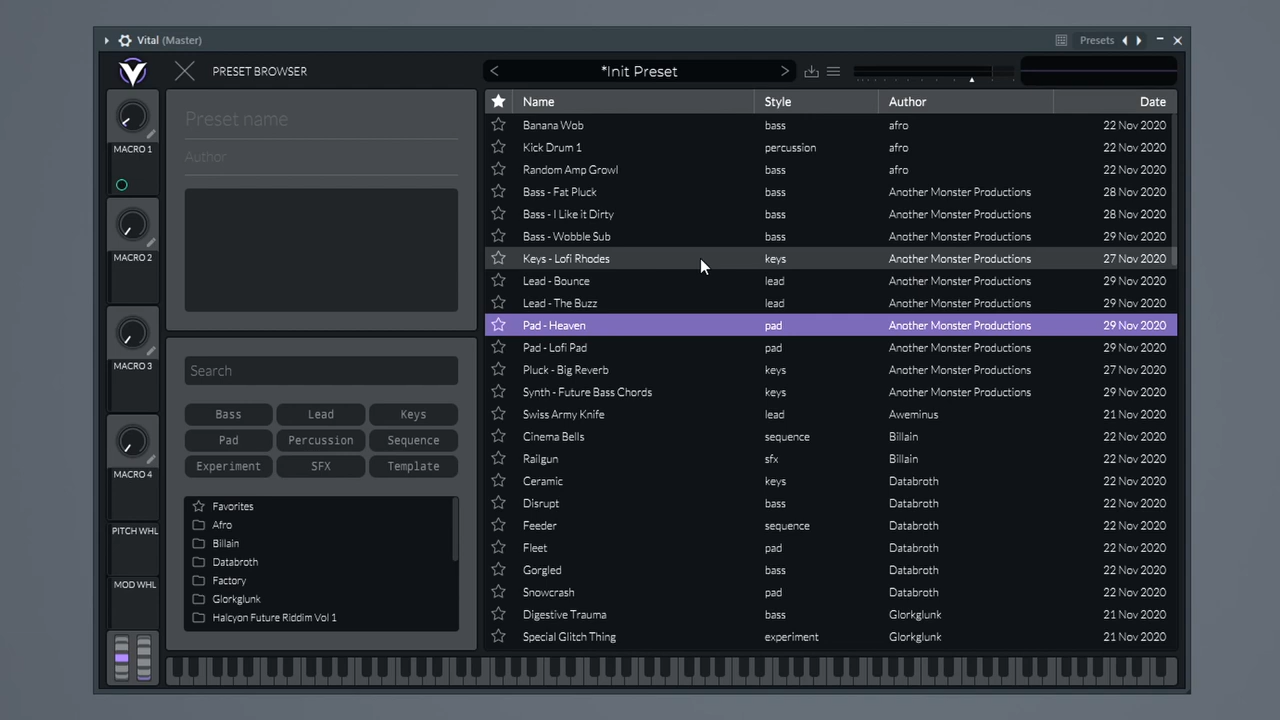 Vital (Master) Presets
PRESET BROWSER
*Init Preset
MACRO 1
MACRO 2
MACRO 3
MACRO 4
PITCH WHL
MOD WHL
Preset name
Author
Search
Bass Lead Keys
Pad Percussion Sequence
Experiment SFX Template
Favorites
Afro
Billain
Databroth
Factory
Glorkglunk
Halcyon Future Riddim Vol 1
Name Style Author Date
Banana Wob bass afro 22 Nov 2020
Kick Drum 1 percussion afro 22 Nov 2020
Random Amp Growl bass afro 22 Nov 2020
Bass - Fat Pluck bass Another Monster Productions 28 Nov 2020
Bass - I Like it Dirty bass Another Monster Productions 28 Nov 2020
Bass - Wobble Sub bass Another Monster Productions 29 Nov 2020
Keys - Lofi Rhodes keys Another Monster Productions 27 Nov 2020
Lead - Bounce lead Another Monster Productions 29 Nov 2020
Lead - The Buzz lead Another Monster Productions 29 Nov 2020
Pad - Heaven pad Another Monster Productions 29 Nov 2020
Pad - Lofi Pad pad Another Monster Productions 29 Nov 2020
Pluck - Big Reverb keys Another Monster Productions 27 Nov 2020
Synth - Future Bass Chords keys Another Monster Productions 29 Nov 2020
Swiss Army Knife lead Aweminus 21 Nov 2020
Cinema Bells sequence Billain 22 Nov 2020
Railgun sfx Billain 22 Nov 2020
Ceramic keys Databroth 22 Nov 2020
Disrupt bass Databroth 22 Nov 2020
Feeder sequence Databroth 22 Nov 2020
Fleet pad Databroth 22 Nov 2020
Gorgled bass Databroth 22 Nov 2020
Snowcrash pad Databroth 22 Nov 2020
Digestive Trauma bass Glorkglunk 21 Nov 2020
Special Glitch Thing experiment Glorkglunk 21 Nov 2020